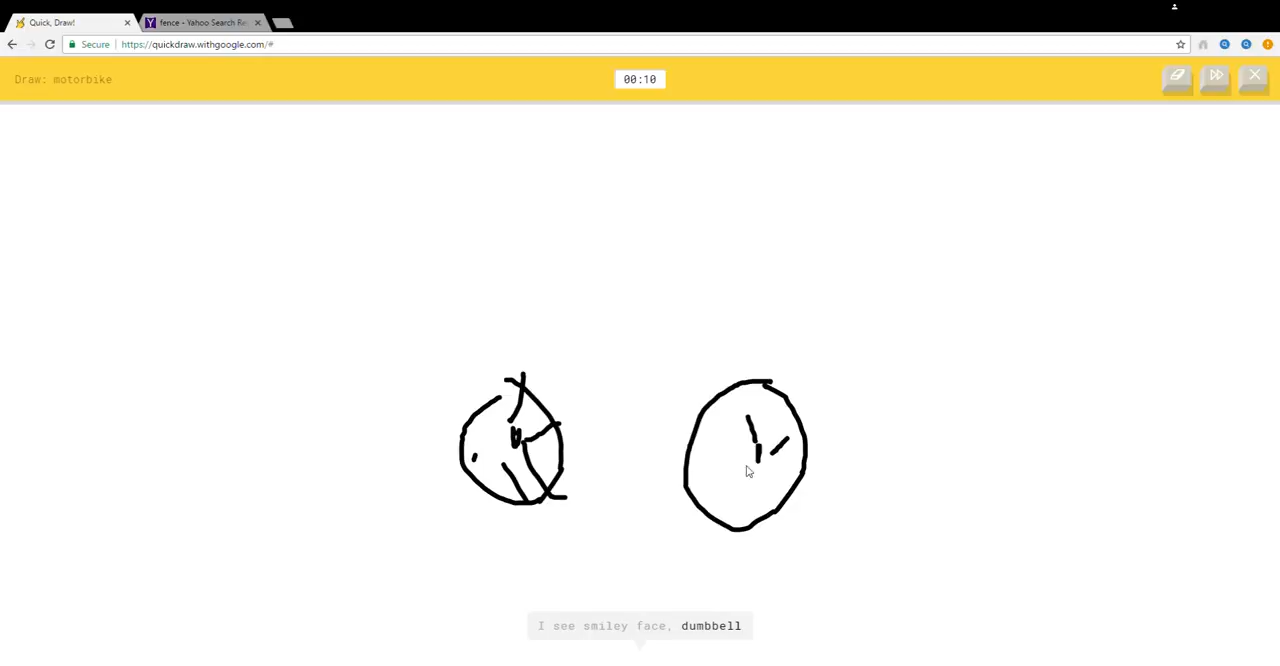 Quick, Draw!
fence - Yahoo Search Re
Secure
https://quickdraw.withgoogle.com/#
Draw: motorbike
00:10
I see smiley face, dumbbell